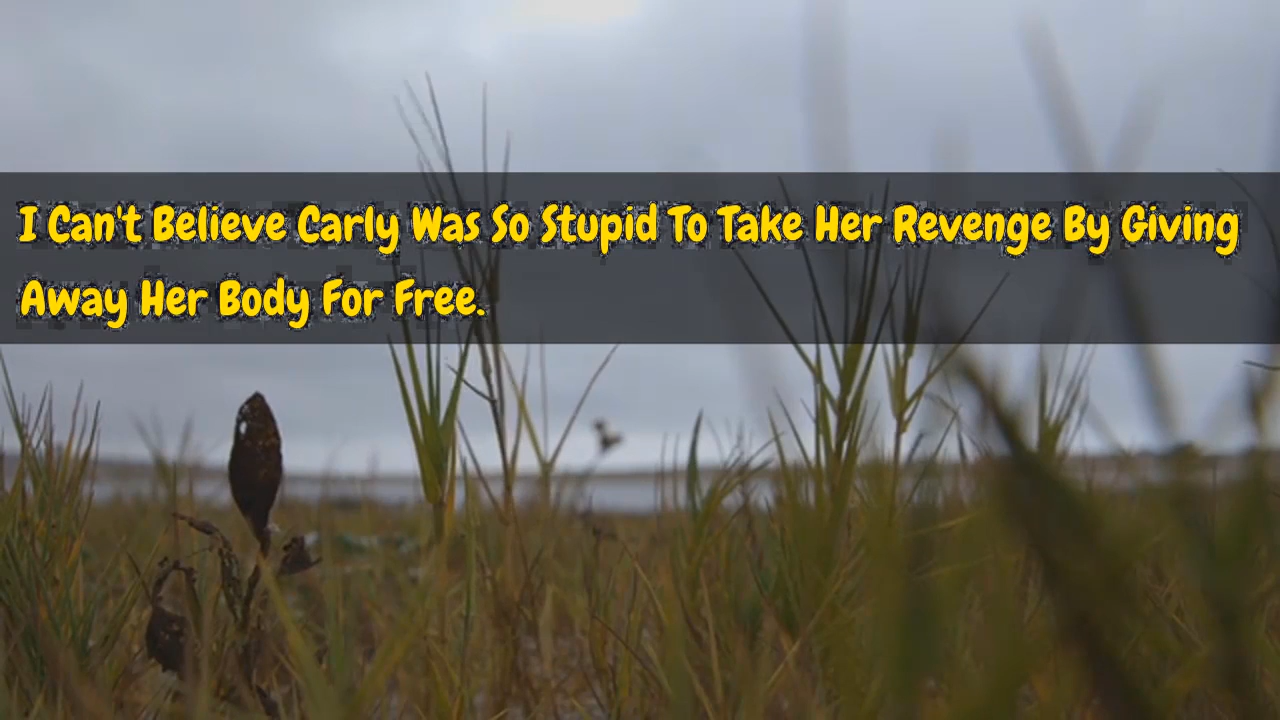 I Can't Believe Carly Was So Stupid To Take Her Revenge By Giving
Away Her Body For Free.